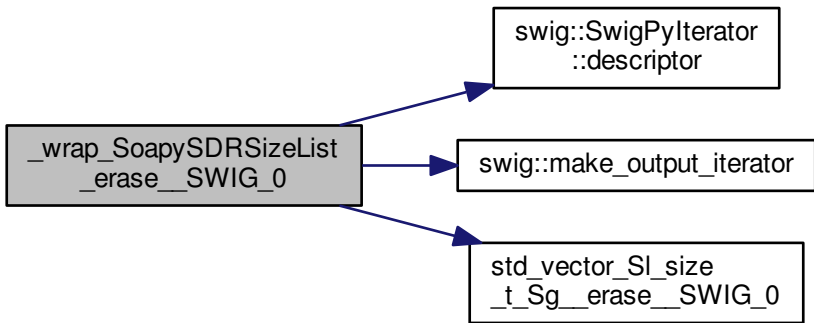 _wrap_SoapySDRSizeList
_erase__SWIG_0
swig::SwigPyIterator
::descriptor
swig::make_output_iterator
std_vector_Sl_size
_t_Sg__erase__SWIG_0